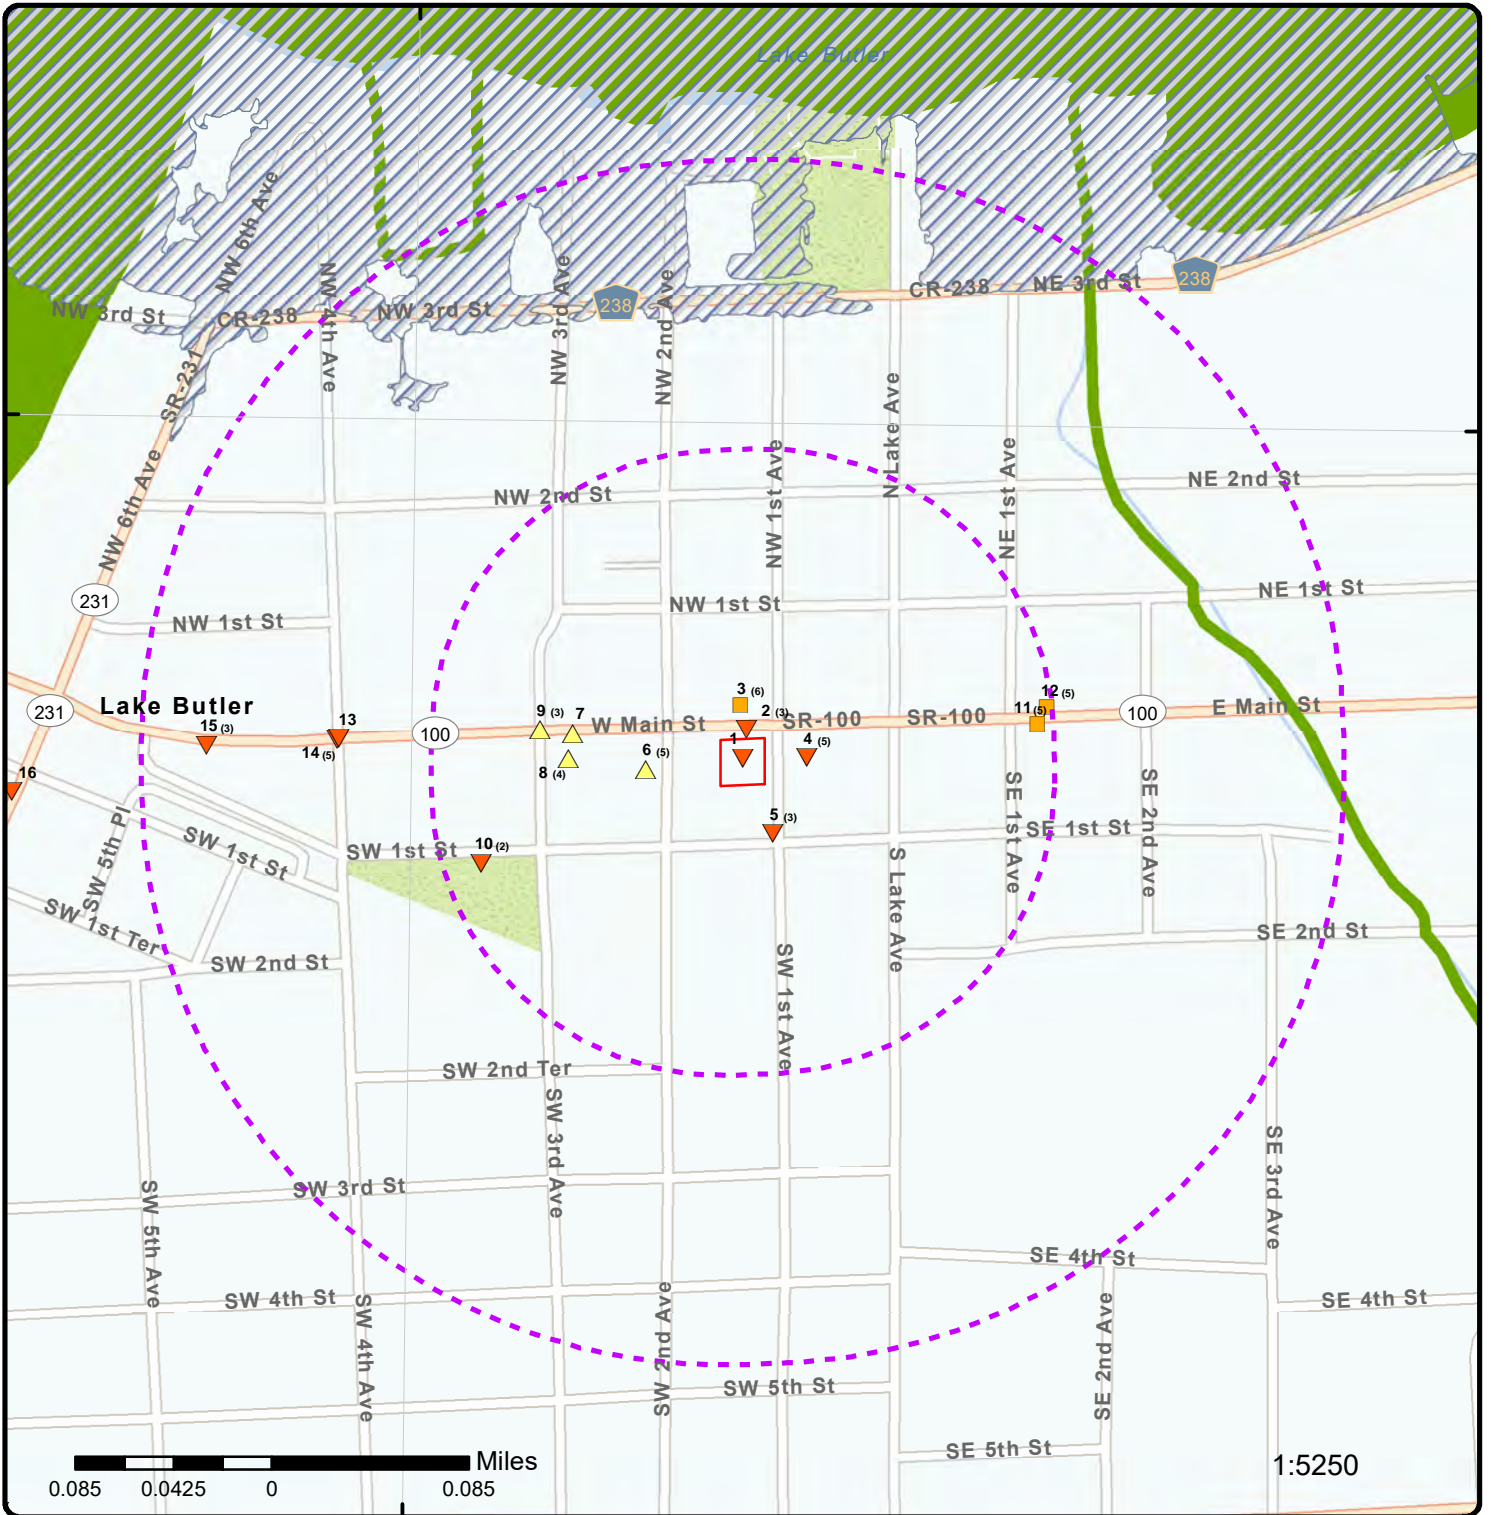 Lake Butler
NW 6th Ave
NW 3rd St
CR-238
NW 4th Ave
NW 3rd St
NW 3rd Ave
238
NW 2nd Ave
CR-238
NE 3rd St
238
SR-231
NW 6th Ave
NW 1st Ave
N Lake Ave
NE 1st Ave
NW 2nd St
NE 2nd St
231
NW 1st St
NW 1st St
NE 1st St
231
Lake Butler
15 (3)
13
14 (5)
100
9 (3)
7
W Main St
8 (4)
6 (5)
3 (6)
2 (3)
1
SR-100
4 (5)
SR-100
12 (5)
11 (5)
100
E Main St
16
5 (3)
SW 5th Pl
SW 1st St
SW 1st St
10 (2)
SE 1st St
SE 1st Ave
SE 2nd Ave
S Lake Ave
SW 1st Ter
SW 2nd St
SE 2nd St
SW 1st Ave
SW 2nd Ter
SW 3rd Ave
SW 3rd St
SE 3rd Ave
SW 5th Ave
SE 4th St
SW 4th St
SW 4th Ave
SW 2nd Ave
SE 2nd Ave
SE 4th St
SW 5th St
SE 5th St
Miles
0.085 0.0425 0 0.085
1:5250